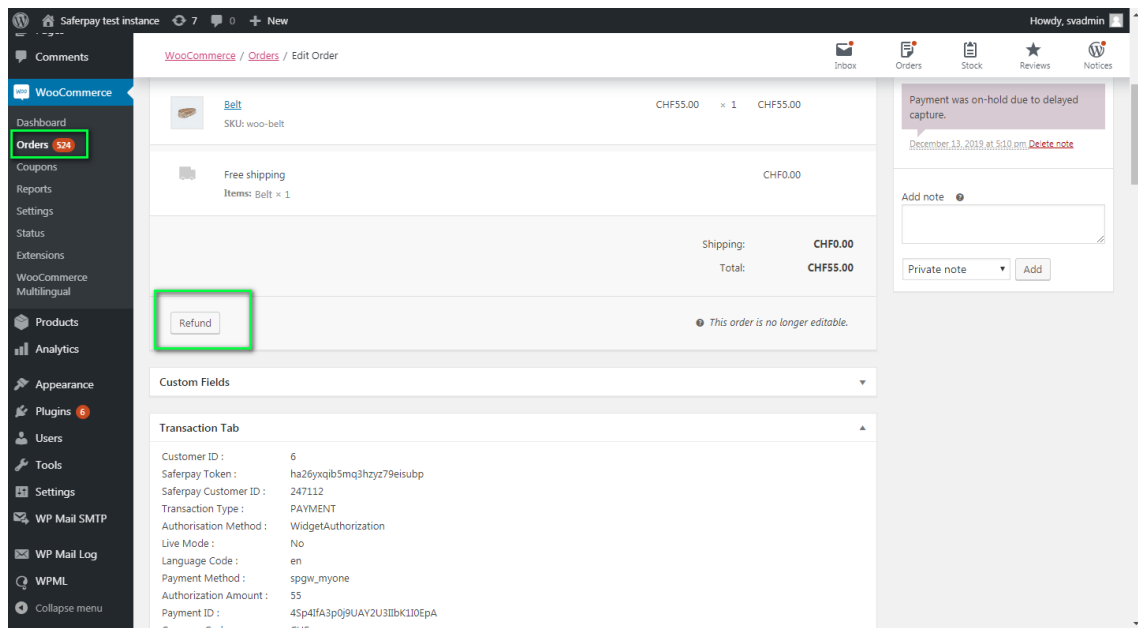 Saferpay test instance 7 0 + New Howdy, svadmin
Comments
WooCommerce
Dashboard
Orders 524
Coupons
Reports
Settings
Status
Extensions
WooCommerce
Multilingual
Products
Analytics
Appearance
Plugins 6
Users
Tools
Settings
WP Mail SMTP
WP Mail Log
WPML
Collapse menu
WooCommerce / Orders / Edit Order
Inbox
Orders
Stock
Reviews
Notices
Belt CHF55.00 × 1 CHF55.00
SKU: woo-belt
Free shipping CHF0.00
Items: Belt × 1
Shipping: CHF0.00
Total: CHF55.00
Refund
This order is no longer editable.
Custom Fields
Transaction Tab
Customer ID : 6
Saferpay Token : ha26yxqib5mq3hzyz79eisubp
Saferpay Customer ID : 247112
Transaction Type : PAYMENT
Authorisation Method : WidgetAuthorization
Live Mode : No
Language Code : en
Payment Method : spgw_myone
Authorization Amount : 55
Payment ID : 4Sp4IfA3p0j9UAY2U3IIbK1I0EpA
Payment was on-hold due to delayed
capture.
December 13, 2019 at 5:10 pm Delete note
Add note
Private note
Add